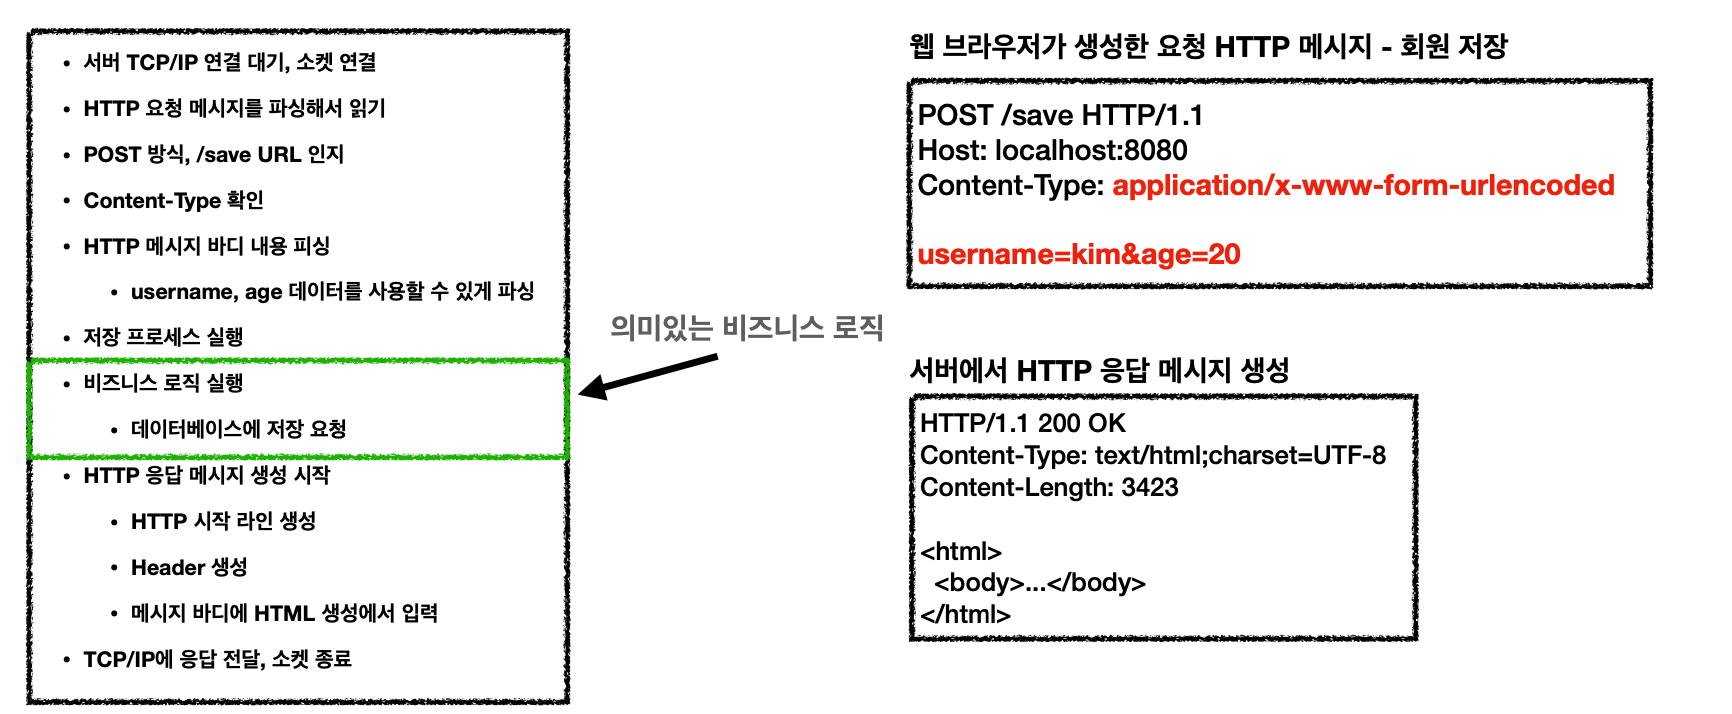 • 서버 TCP/IP 연결 대기, 소켓 연결
• HTTP 요청 메시지를 파싱해서 읽기
• POST 방식, /save URL 인지
• Content-Type 확인
• HTTP 메시지 바디 내용 피싱
• username, age 데이터를 사용할 수 있게 파싱
• 저장 프로세스 실행
• 비즈니스 로직 실행
• 데이터베이스에 저장 요청
• HTTP 응답 메시지 생성 시작
• HTTP 시작 라인 생성
• Header 생성
• 메시지 바디에 HTML 생성에서 입력
• TCP/IP에 응답 전달, 소켓 종료
의미있는 비즈니스 로직
웹 브라우저가 생성한 요청 HTTP 메시지 - 회원 저장
POST /save HTTP/1.1
Host: localhost:8080
Content-Type: application/x-www-form-urlencoded
username=kim&age=20
서버에서 HTTP 응답 메시지 생성
HTTP/1.1 200 OK
Content-Type: text/html;charset=UTF-8
Content-Length: 3423
<html>
<body>...</body>
</html>